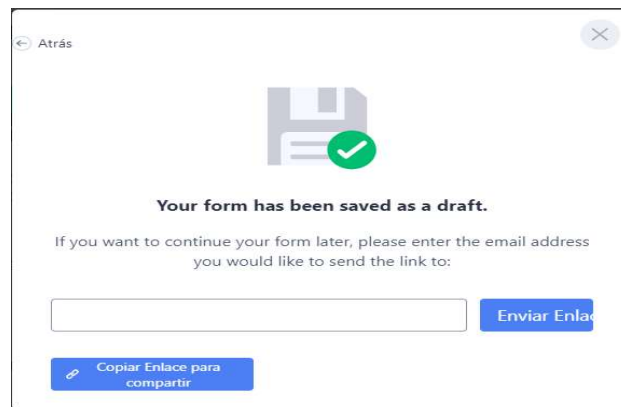 Atrás
Your form has been saved as a draft.
If you want to continue your form later, please enter the email address
you would like to send the link to:
Enviar Enlac
Copiar Enlace para
compartir